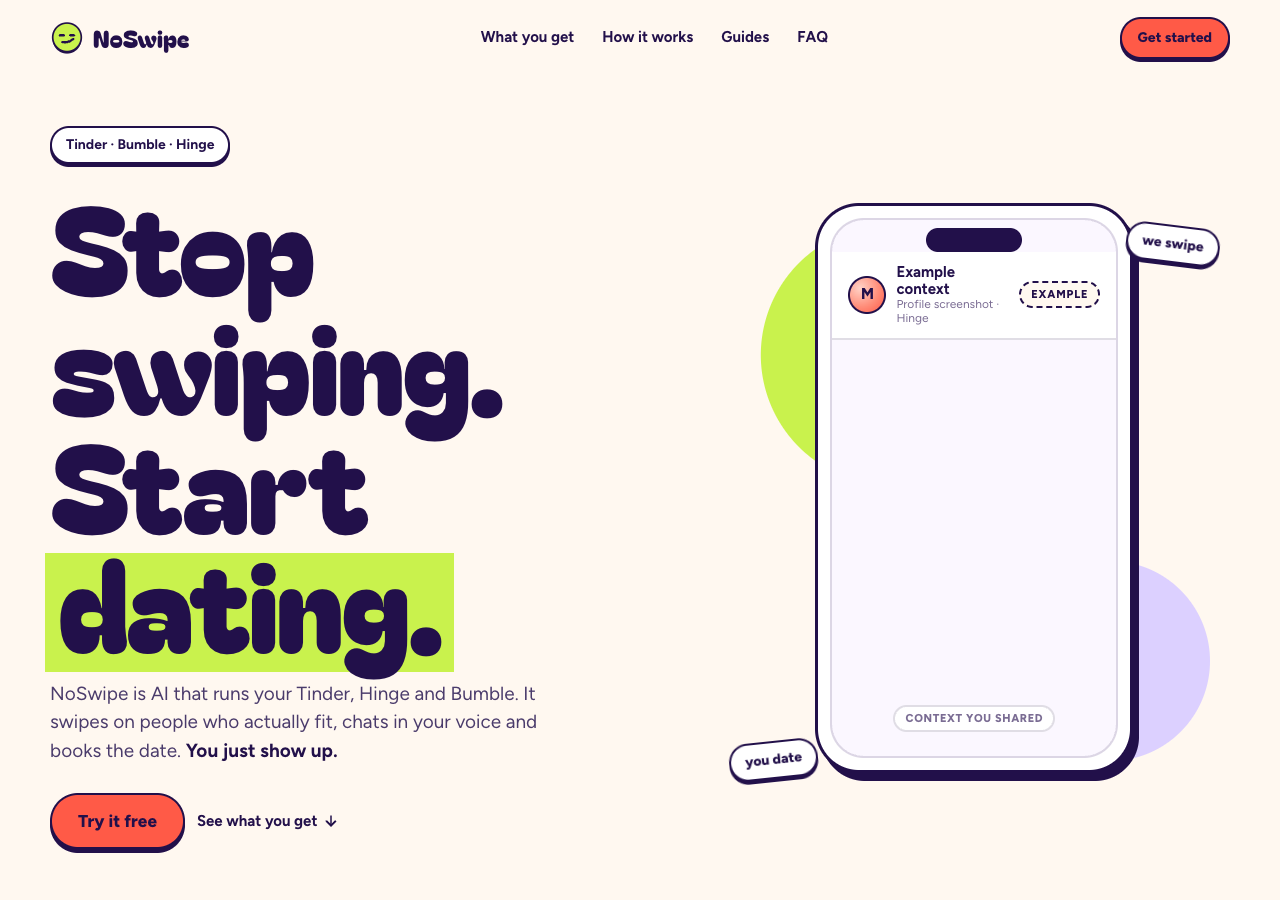 NoSwipe
What you get
How it works
Guides
FAQ
Get started
Tinder · Bumble · Hinge
Stop
swiping.
Start
dating.
NoSwipe is AI that runs your Tinder, Hinge and Bumble. It
swipes on people who actually fit, chats in your voice and
books the date. You just show up.
Try it free
See what you get ↓
we swipe
M
Example
context
Profile screenshot ·
Hinge
EXAMPLE
CONTEXT YOU SHARED
you date